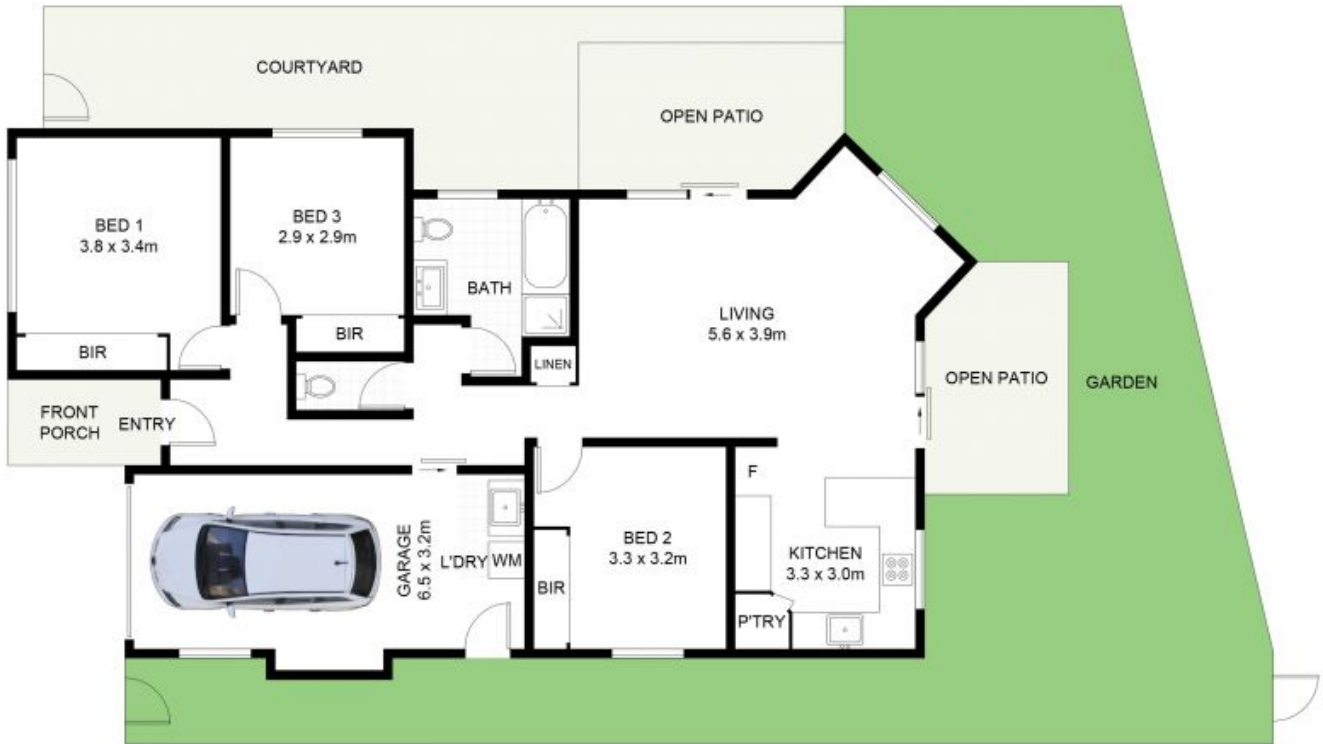 COURTYARD
OPEN PATIO
BED 1
3.8 x 3.4m
BED 3
2.9 x 2.9m
BATH
LIVING
5.6 x 3.9m
BIR
BIR
LINEN
OPEN PATIO
GARDEN
FRONT
PORCH
ENTRY
F
GARAGE
6.5 x 3.2m
L'DRY
WM
BED 2
3.3 x 3.2m
BIR
KITCHEN
3.3 x 3.0m
P'TRY